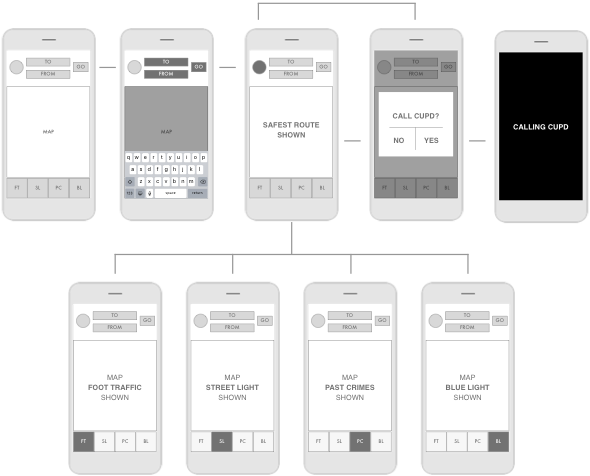 TO
GO
FROM
MAP
FT SL PC BL
TO
GO
FROM
MAP
q w e r t y u i o p
a s d f g h j k l
z x c v b n m
123 space return
TO
GO
FROM
SAFEST ROUTE
SHOWN
FT SL PC BL
TO
GO
FROM
CALL CUPD?
NO YES
FT SL PC BL
CALLING CUPD
TO
GO
FROM
MAP
FOOT TRAFFIC
SHOWN
FT SL PC BL
TO
GO
FROM
MAP
STREET LIGHT
SHOWN
FT SL PC BL
TO
GO
FROM
MAP
PAST CRIMES
SHOWN
FT SL PC BL
TO
GO
FROM
MAP
BLUE LIGHT
SHOWN
FT SL PC BL